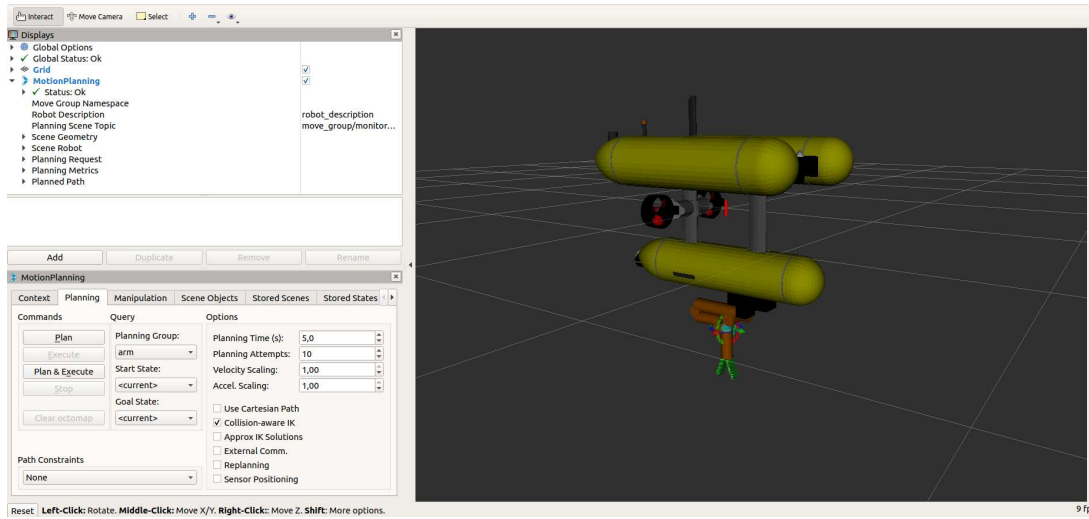 Interact Move Camera Select
Displays
Global Options
Global Status: Ok
Grid
MotionPlanning
Status: Ok
Move Group Namespace
Robot Description robot_description
Planning Scene Topic move_group/monitor...
Scene Geometry
Scene Robot
Planning Request
Planning Metrics
Planned Path
Add Duplicate Remove Rename
MotionPlanning
Context Planning Manipulation Scene Objects Stored Scenes Stored States
Commands Query Options
Plan Planning Group: Planning Time (s): 5,0
Execute arm Planning Attempts: 10
Plan & Execute Start State: Velocity Scaling: 1,00
Stop <current> Accel. Scaling: 1,00
Goal State: Use Cartesian Path
Clear octomap <current> Collision-aware IK
Approx IK Solutions
External Comm.
Path Constraints Replanning
None Sensor Positioning
Reset Left-Click: Rotate. Middle-Click: Move X/Y. Right-Click:: Move Z. Shift: More options.